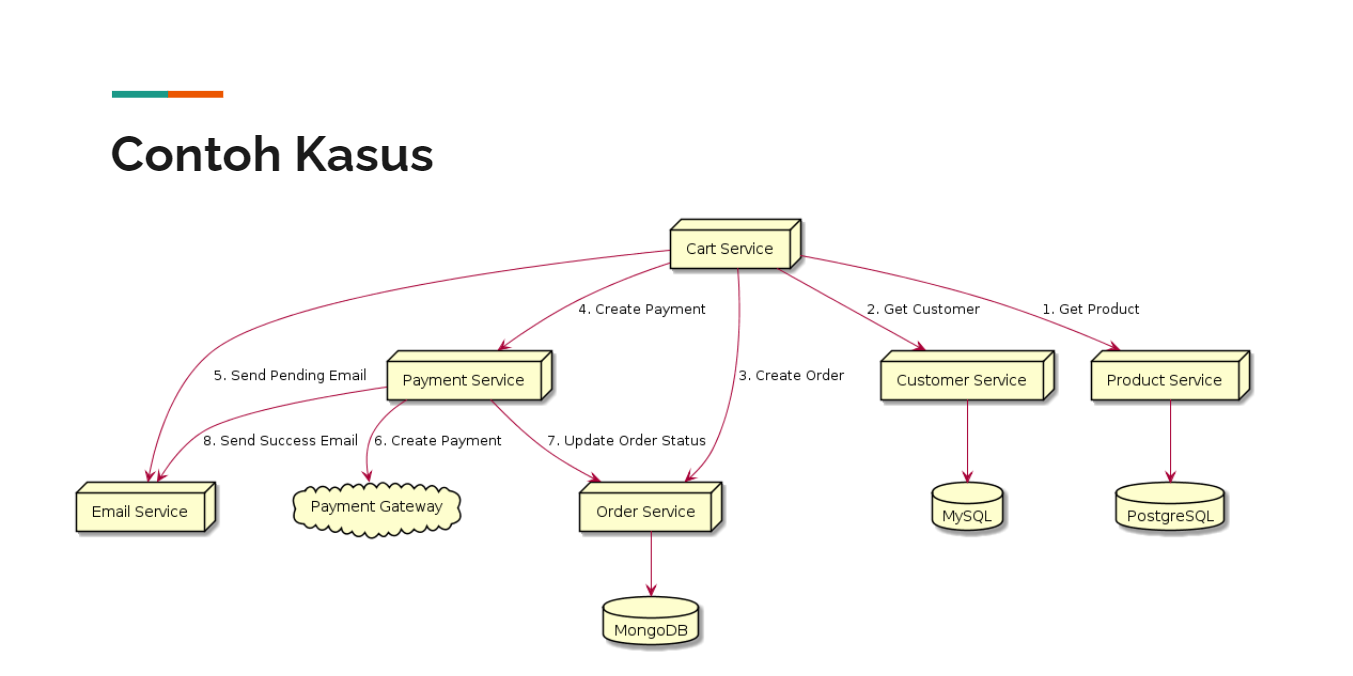 Contoh Kasus
Cart Service
4. Create Payment
2. Get Customer
1. Get Product
5. Send Pending Email
Payment Service
3. Create Order
Customer Service
Product Service
8. Send Success Email
6. Create Payment
7. Update Order Status
Email Service
Payment Gateway
Order Service
MySQL
PostgreSQL
MongoDB